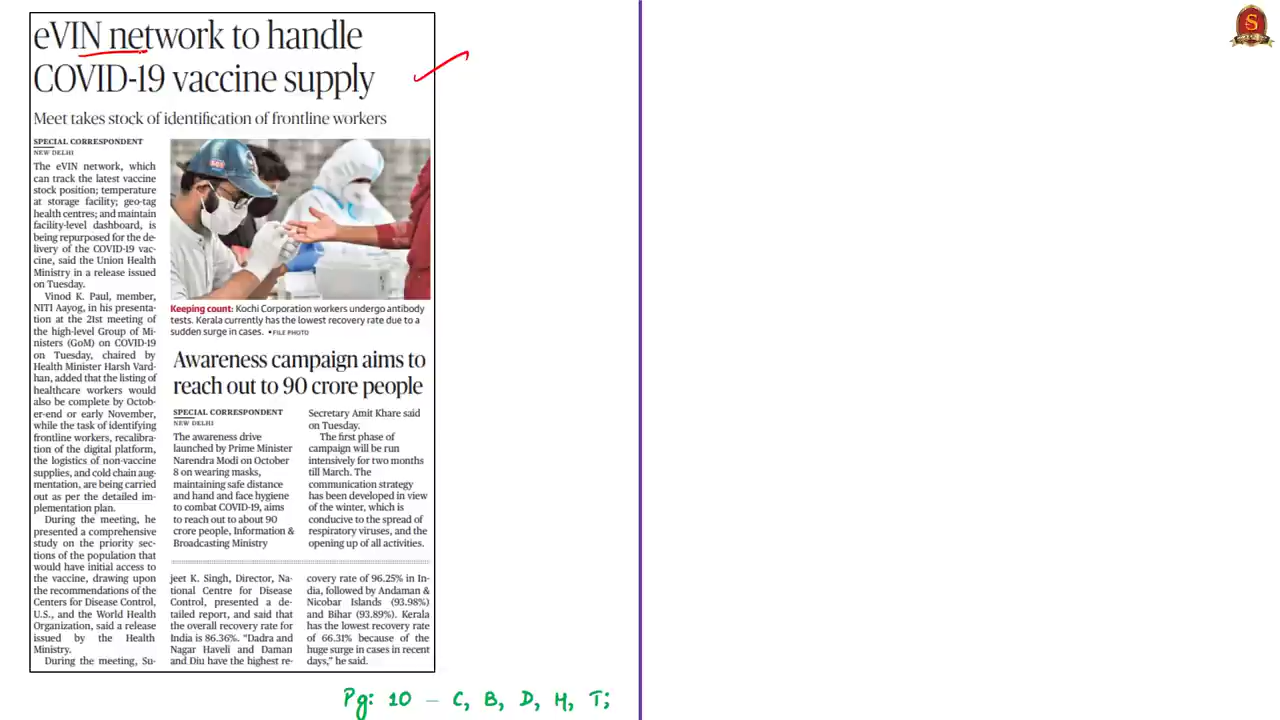 eVIN network to handle
COVID-19 vaccine supply
Meet takes stock of identification of frontline workers
SPECIAL CORRESPONDENT
NEW DELHI
The eVIN network, which
can track the latest vaccine
stock position; temperature
at storage facility; geo-tag
health centres; and maintain
facility-level dashboard, is
being repurposed for the de-
livery of the COVID-19 vac-
cine, said the Union Health
Ministry in a release issued
on Tuesday.
Vinod K. Paul, member,
NITI Aayog, in his presenta-
tion at the 21st meeting of
the high-level Group of Mi-
nisters (GoM) on COVID-19
on Tuesday, chaired by
Health Minister Harsh Vard-
han, added that the listing of
healthcare workers would
also be complete by Octob-
er-end or early November,
while the task of identifying
frontline workers, recalibra-
tion of the digital platform,
the logistics of non-vaccine
supplies, and cold chain aug-
mentation, are being carried
out as per the detailed im-
plementation plan.
During the meeting, he
presented a comprehensive
study on the priority sec-
tions of the population that
would have initial access to
the vaccine, drawing upon
the recommendations of the
Centers for Disease Control,
U.S., and the World Health
Organization, said a release
issued by the Health
Ministry.
During the meeting, Su-
jeet K. Singh, Director, Na-
tional Centre for Disease
Control, presented a de-
tailed report, and said that
the overall recovery rate for
India is 86.36%. “Dadra and
Nagar Haveli and Daman
and Diu have the highest re-
covery rate of 96.25% in In-
dia, followed by Andaman &
Nicobar Islands (93.98%)
and Bihar (93.89%). Kerala
has the lowest recovery rate
of 66.31% because of the
huge surge in cases in recent
days,” he said.
Keeping count: Kochi Corporation workers undergo antibody
tests. Kerala currently has the lowest recovery rate due to a
sudden surge in cases. • FILE PHOTO
Awareness campaign aims to
reach out to 90 crore people
SPECIAL CORRESPONDENT
NEW DELHI
The awareness drive
launched by Prime Minister
Narendra Modi on October
8 on wearing masks,
maintaining safe distance
and hand and face hygiene
to combat COVID-19, aims
to reach out to about 90
crore people, Information &
Broadcasting Ministry
Secretary Amit Khare said
on Tuesday.
The first phase of
campaign will be run
intensively for two months
till March. The
communication strategy
has been developed in view
of the winter, which is
conducive to the spread of
respiratory viruses, and the
opening up of all activities.
Pg: 10 – C, B, D, H, T;